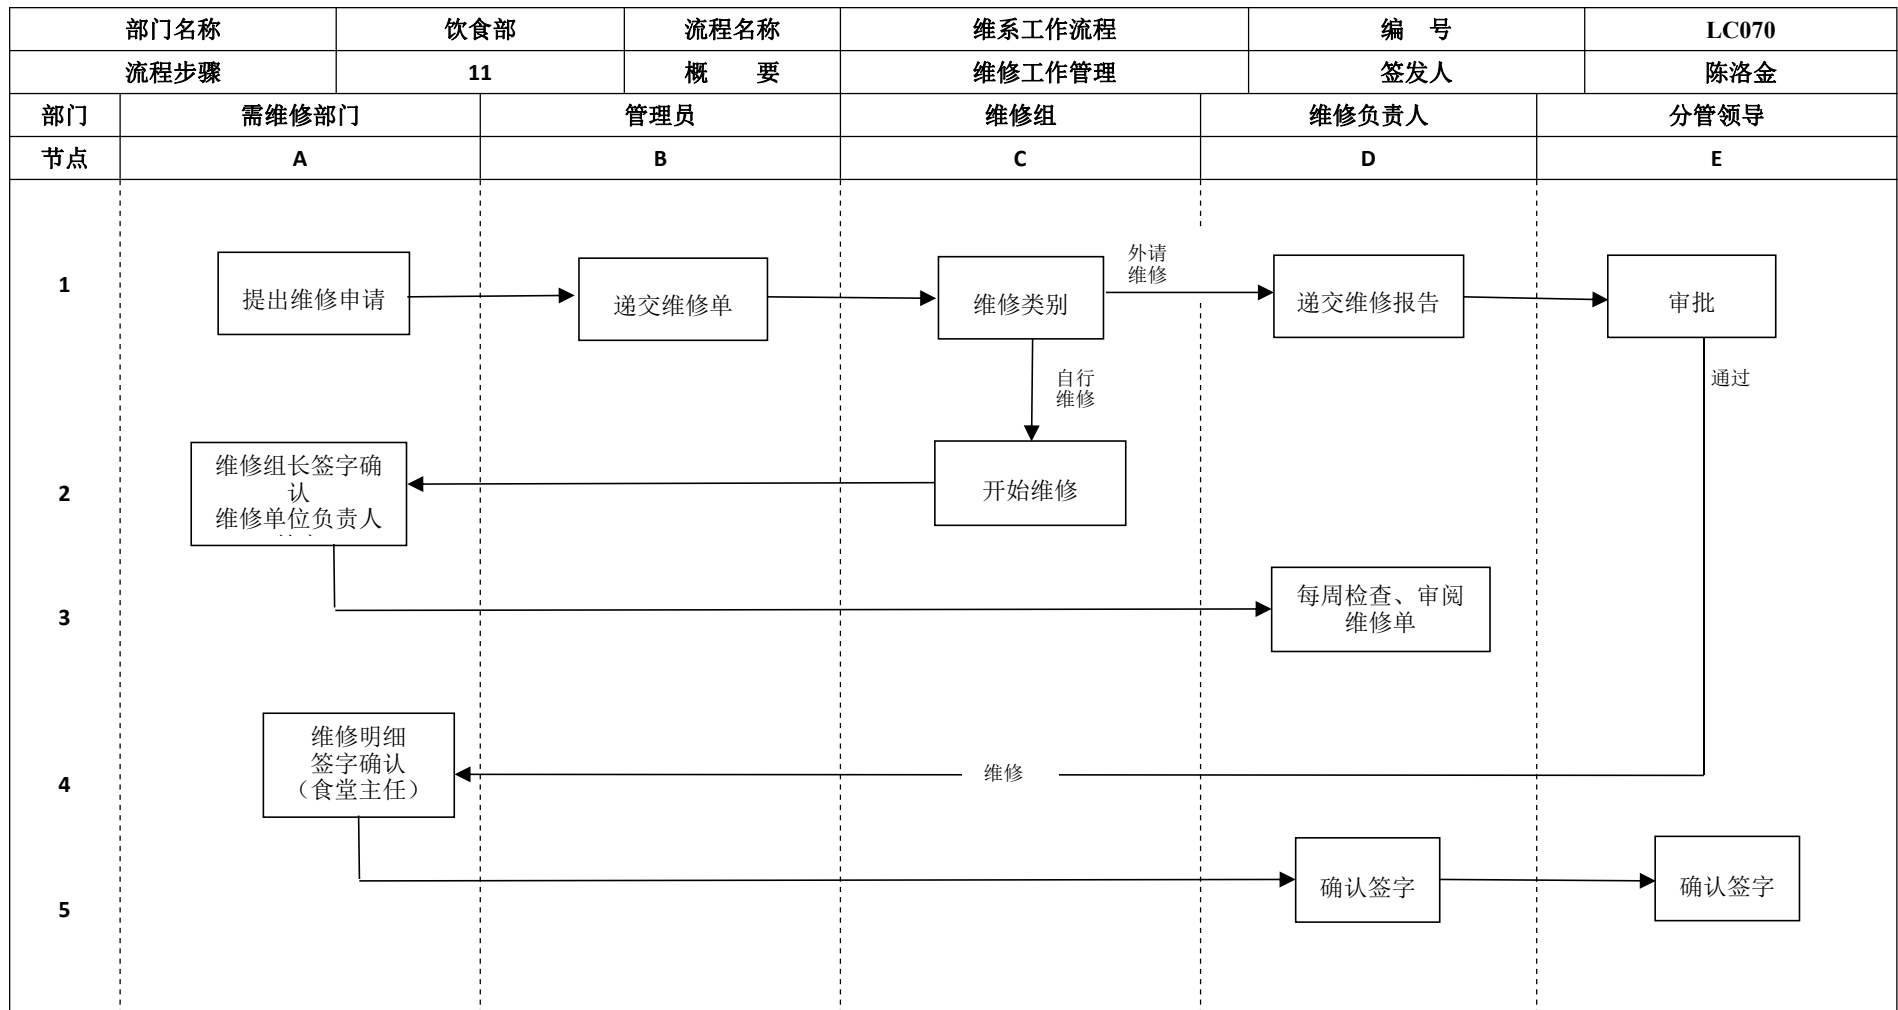 部门名称 饮食部 流程名称 维系工作流程 编 号 LC070
流程步骤 11 概 要 维修工作管理 签发人 陈洛金
部门 需维修部门 管理员 维修组 维修负责人 分管领导
节点 A B C D E
外请
维修
1 提出维修申请 递交维修单 维修类别 递交维修报告 审批
自行
维修
通过
维修组长签字确
认
维修单位负责人
2 开始维修
每周检查、审阅
维修单
3
维修明细
签字确认
（食堂主任）
维修
4
确认签字 确认签字
5